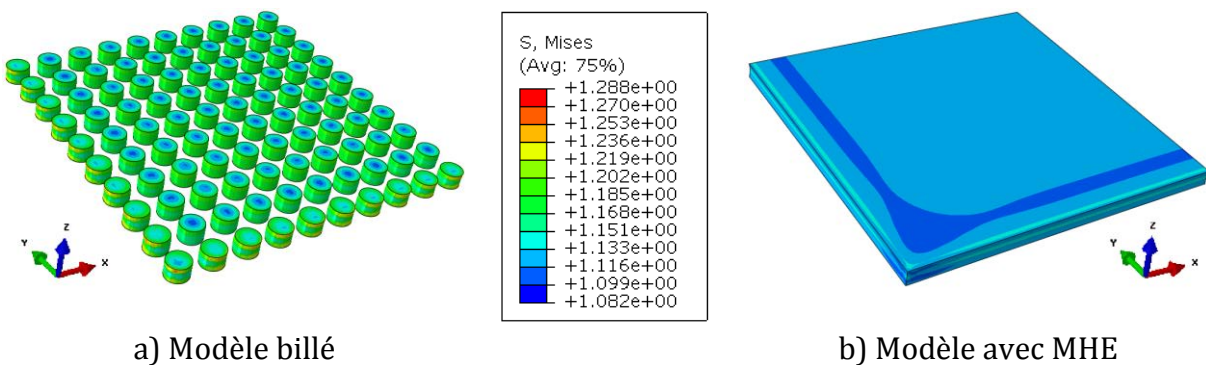 S, Mises
(Avg: 75%)
+1.288e+00
+1.270e+00
+1.253e+00
+1.236e+00
+1.219e+00
+1.202e+00
+1.185e+00
+1.168e+00
+1.151e+00
+1.133e+00
+1.116e+00
+1.099e+00
+1.082e+00
Y
Z
X
Y
Z
X
a) Modèle billé
b) Modèle avec MHE